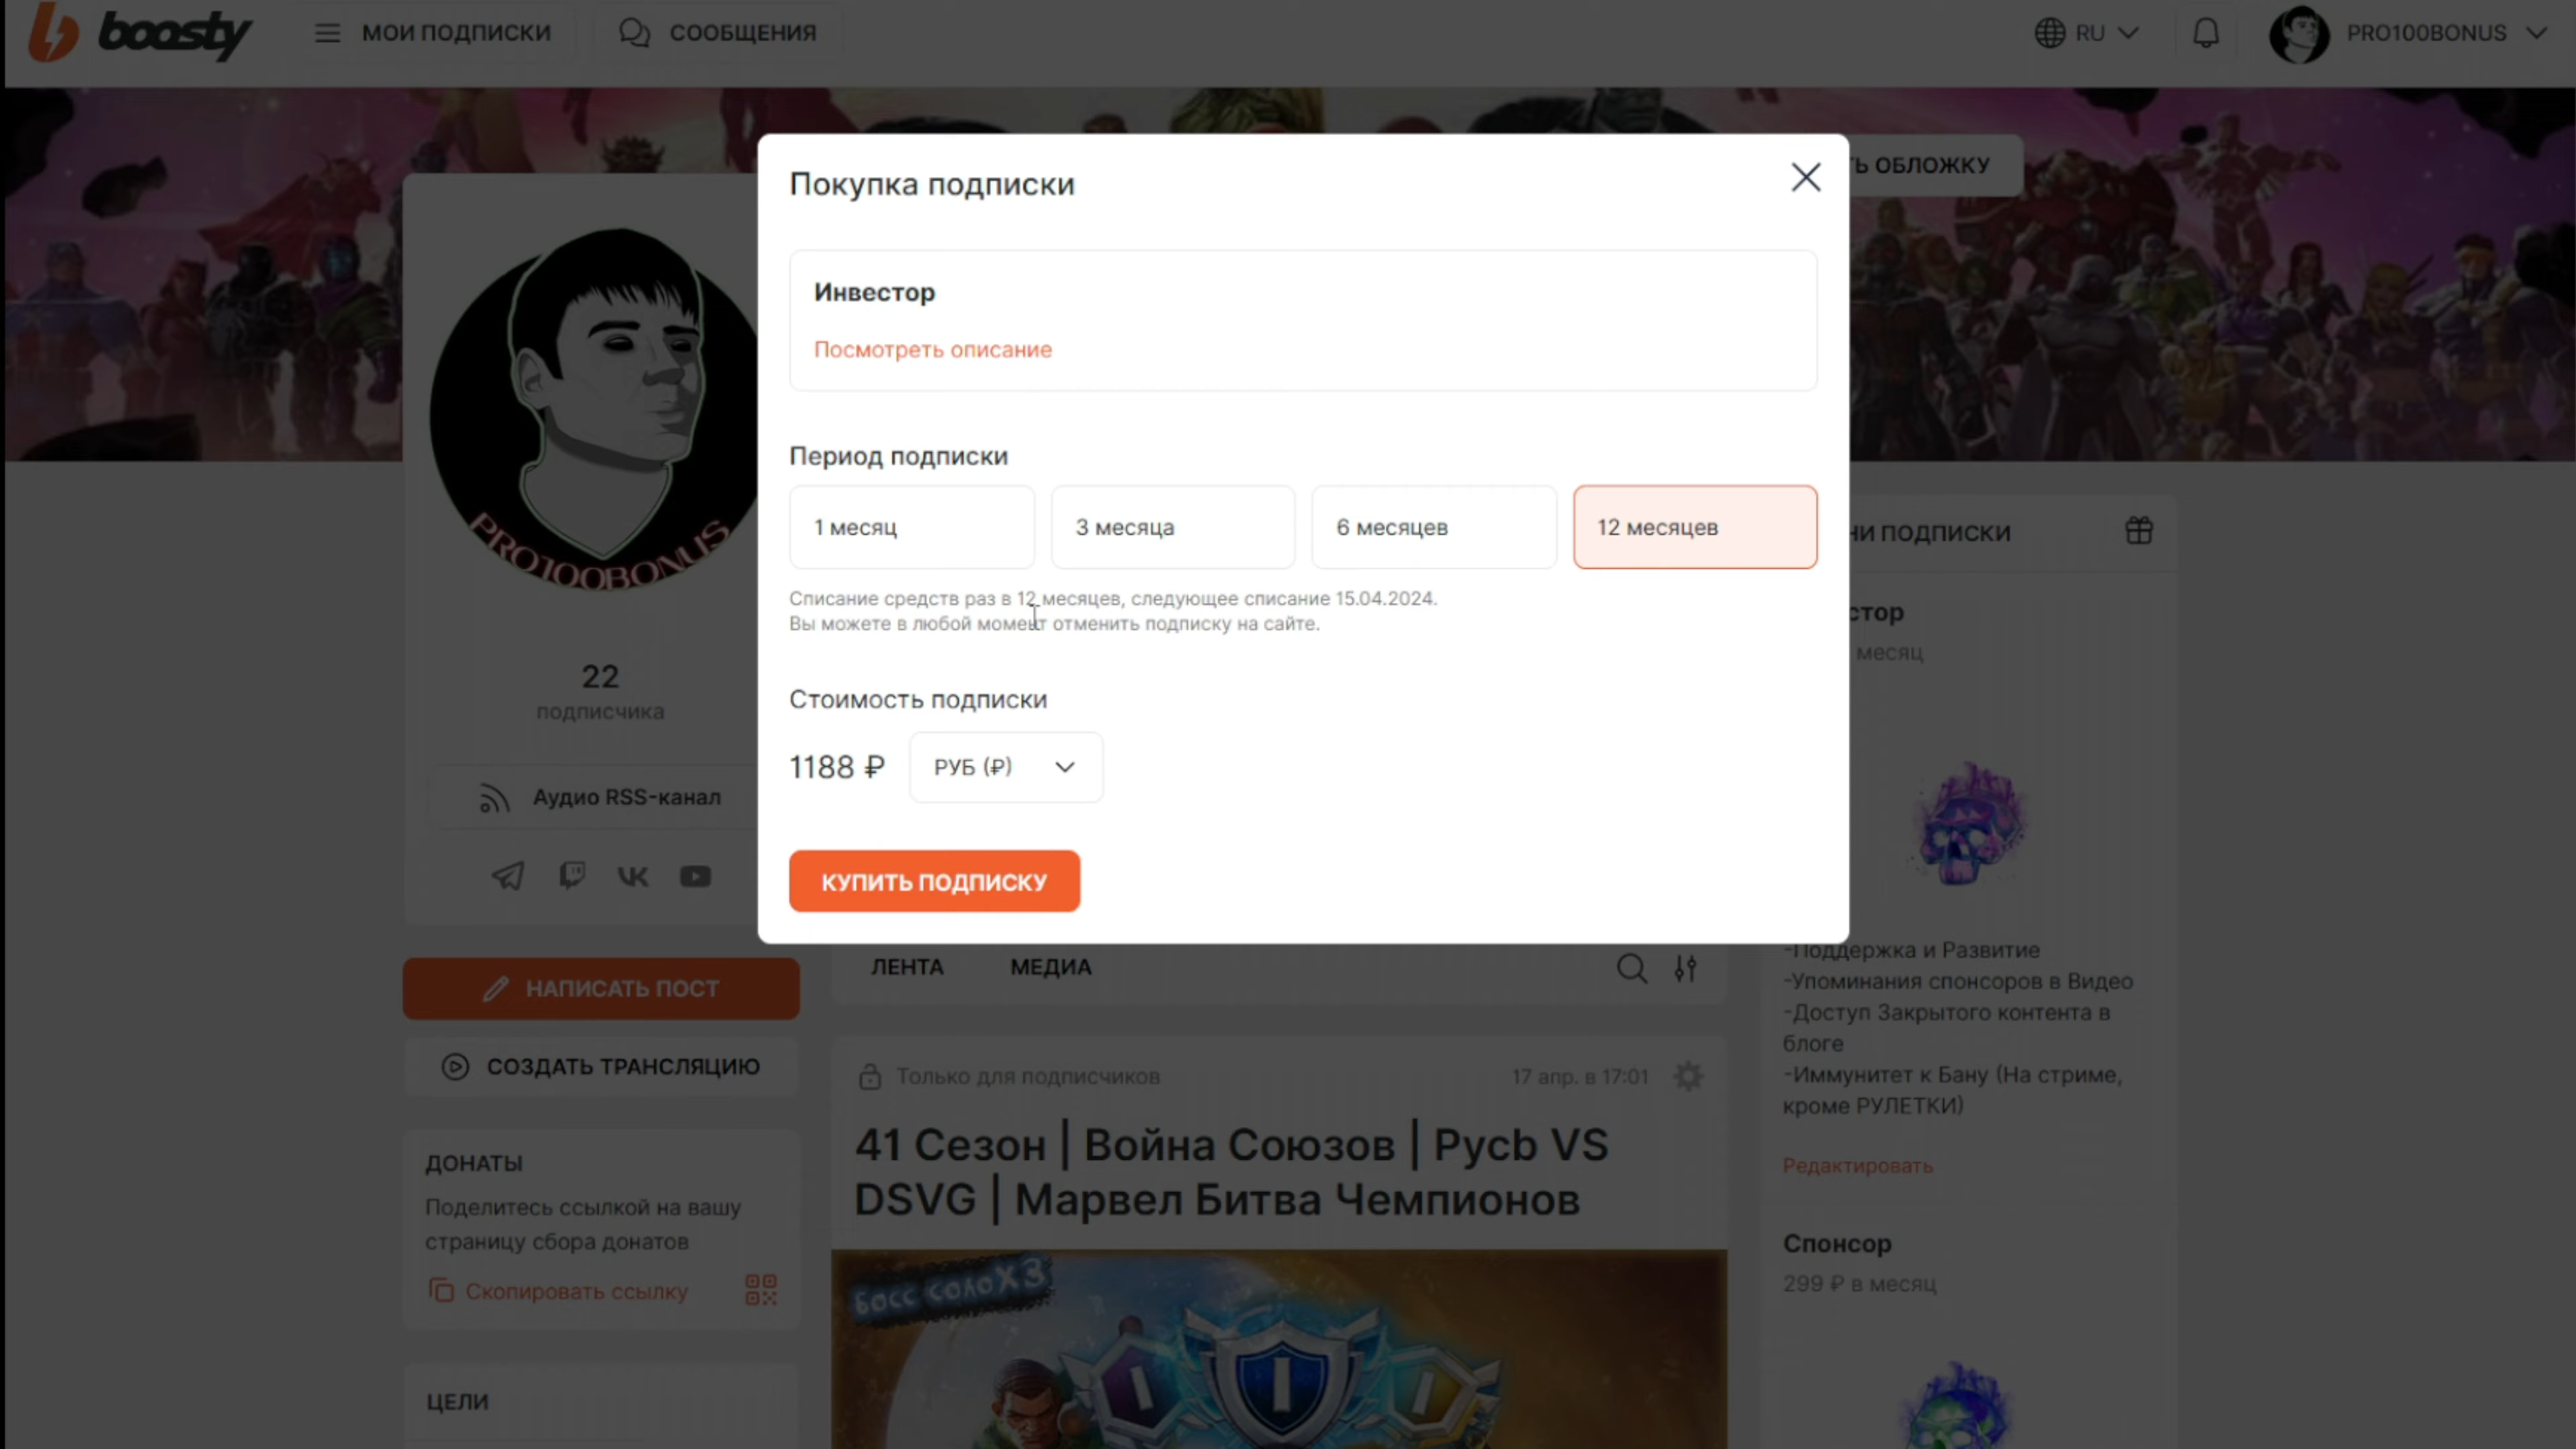 boosty
МОИ ПОДПИСКИ
СООБЩЕНИЯ
RU
PRO100BONUS
Ь ОБЛОЖКУ
PRO100BONUS
22
подписчика
Аудио RSS-канал
НАПИСАТЬ ПОСТ
СОЗДАТЬ ТРАНСЛЯЦИЮ
ДОНАТЫ
Поделитесь ссылкой на вашу
страницу сбора донатов
Скопировать ссылку
ЦЕЛИ
Покупка подписки
Инвестор
Посмотреть описание
Период подписки
1 месяц
3 месяца
6 месяцев
12 месяцев
Списание средств раз в 12 месяцев, следующее списание 15.04.2024.
Вы можете в любой момент отменить подписку на сайте.
Стоимость подписки
1188 ₽
РУБ (₽)
КУПИТЬ ПОДПИСКУ
ЛЕНТА
МЕДИА
Только для подписчиков
17 апр. в 17:01
41 Сезон | Война Союзов | Русb VS
DSVG | Марвел Битва Чемпионов
Босс соло X3
НИ ПОДПИСКИ
стор
месяц
-Поддержка и Развитие
-Упоминания спонсоров в Видео
-Доступ Закрытого контента в
блоге
-Иммунитет к Бану (На стриме,
кроме РУЛЕТКИ)
Редактировать
Спонсор
299 ₽ в месяц